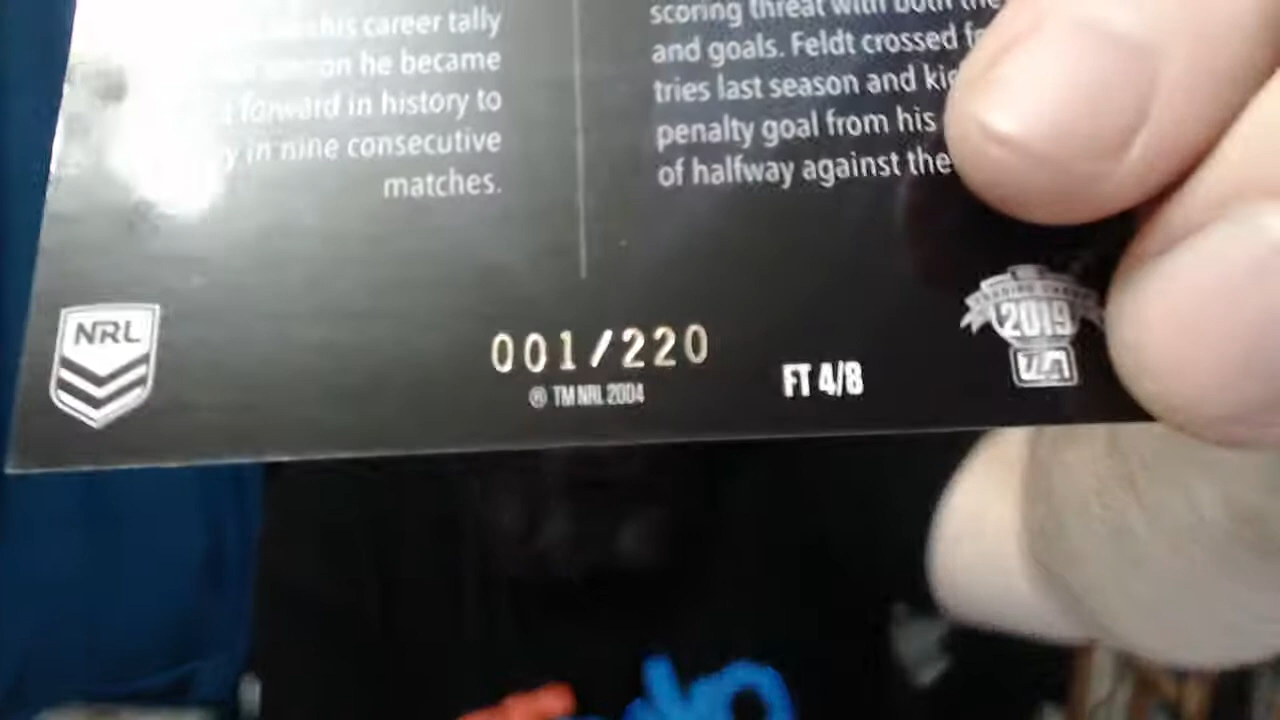 his career tally
on he became
forward in history to
in nine consecutive
matches.
scoring threat with both the
and goals. Feldt crossed
tries last season and
penalty goal from his
of halfway against the
NRL
001/220
® TM NRL 2004
FT 4/8
2019